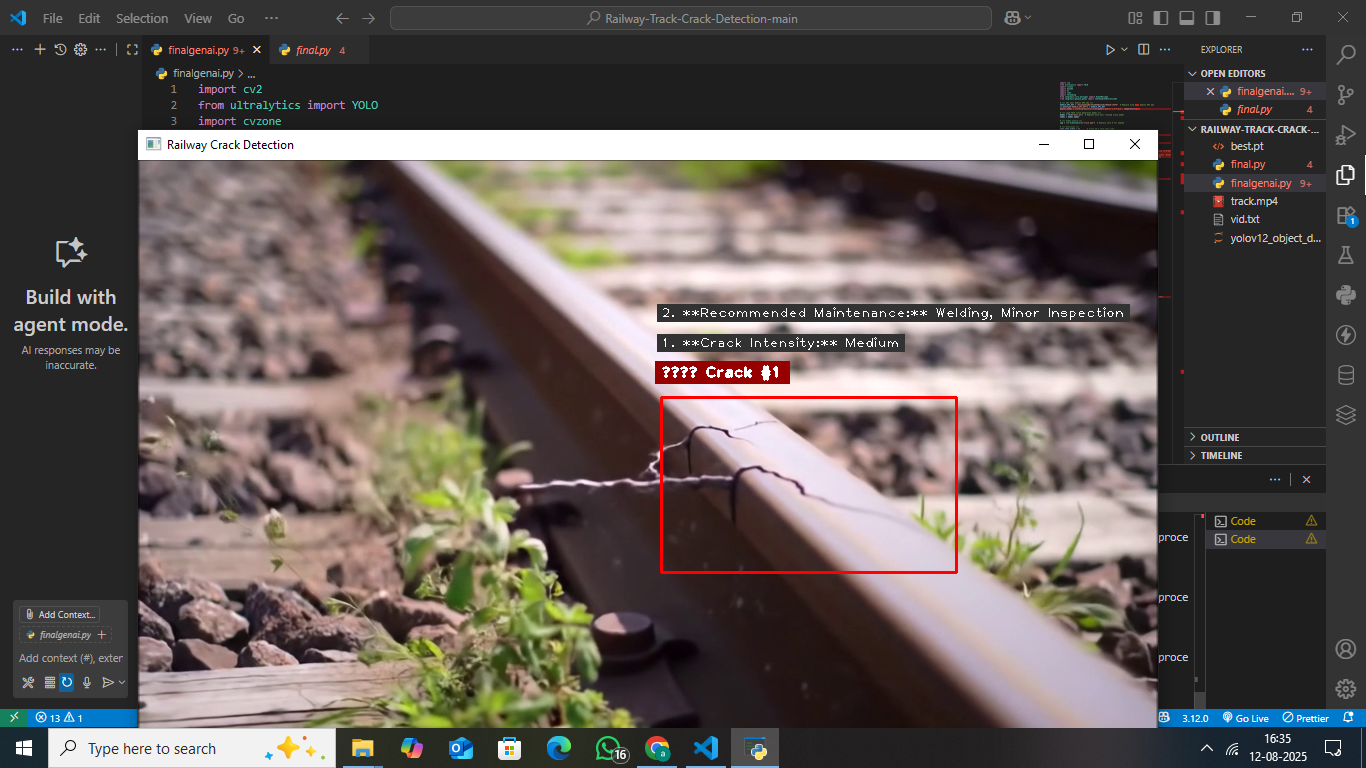 File Edit Selection View Go ···
Railway-Track-Crack-Detection-main
finalgenai.py 9+
final.py 4
finalgenai.py > ...
1 import cv2
2 from ultralytics import YOLO
3 import cvzone
Build with
agent mode.
AI responses may be
inaccurate.
Add Context...
finalgenai.py +
Add context (#), exter
Railway Crack Detection
2. **Recommended Maintenance:** Welding, Minor Inspection
1. **Crack Intensity:** Medium
???? Crack #1
EXPLORER
OPEN EDITORS
finalgenai.... 9+
final.py 4
RAILWAY-TRACK-CRACK-...
best.pt
final.py 4
finalgenai.py 9+
track.mp4
vid.txt
yolov12_object_d...
OUTLINE
TIMELINE
1
proce
proce
proce
Code
Code
13 1
3.12.0 Go Live Prettier
Type here to search
16
16:35
12-08-2025